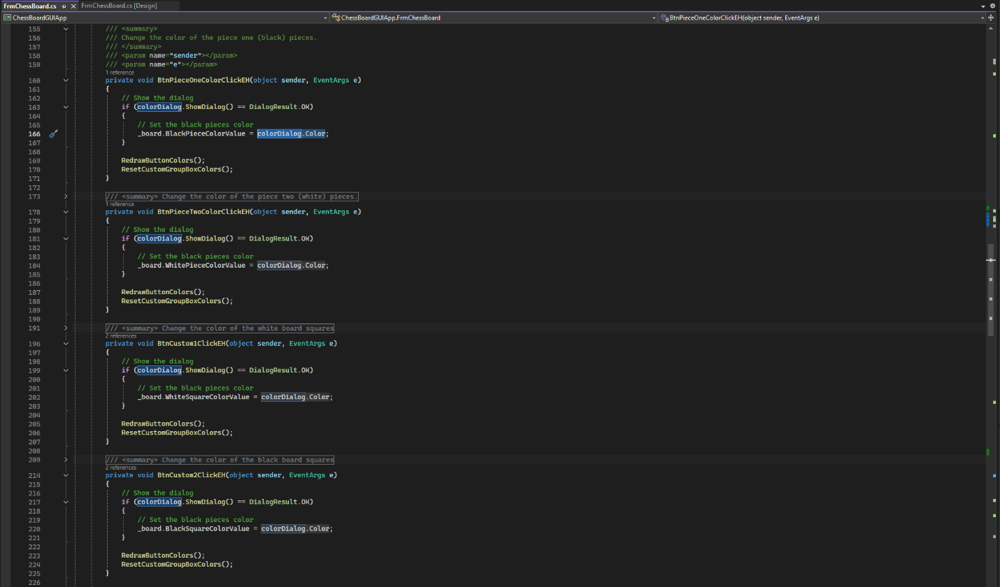 FrmChessBoard.cs
FrmChessBoard.cs [Design]
ChessBoardGUIApp
ChessBoardGUIApp.FrmChessBoard
BtnPieceOneColorClickEH(object sender, EventArgs e)
155 /// <summary>
156 /// Change the color of the piece one (black) pieces.
157 /// </summary>
158 /// <param name="sender"></param>
159 /// <param name="e"></param>
1 reference
160 private void BtnPieceOneColorClickEH(object sender, EventArgs e)
161 {
162 // Show the dialog
163 if (colorDialog.ShowDialog() == DialogResult.OK)
164 {
165 // Set the black pieces color
166 _board.BlackPieceColorValue = colorDialog.Color;
167 }
168
169 RedrawButtonColors();
170 ResetCustomGroupBoxColors();
171 }
172
173 /// <summary> Change the color of the piece two (white) pieces.
1 reference
178 private void BtnPieceTwoColorClickEH(object sender, EventArgs e)
179 {
180 // Show the dialog
181 if (colorDialog.ShowDialog() == DialogResult.OK)
182 {
183 // Set the black pieces color
184 _board.WhitePieceColorValue = colorDialog.Color;
185 }
186
187 RedrawButtonColors();
188 ResetCustomGroupBoxColors();
189 }
190
191 /// <summary> Change the color of the white board squares
2 references
196 private void BtnCustom1ClickEH(object sender, EventArgs e)
197 {
198 // Show the dialog
199 if (colorDialog.ShowDialog() == DialogResult.OK)
200 {
201 // Set the black pieces color
202 _board.WhiteSquareColorValue = colorDialog.Color;
203 }
204
205 RedrawButtonColors();
206 ResetCustomGroupBoxColors();
207 }
208
209 /// <summary> Change the color of the black board squares
2 references
214 private void BtnCustom2ClickEH(object sender, EventArgs e)
215 {
216 // Show the dialog
217 if (colorDialog.ShowDialog() == DialogResult.OK)
218 {
219 // Set the black pieces color
220 _board.BlackSquareColorValue = colorDialog.Color;
221 }
222
223 RedrawButtonColors();
224 ResetCustomGroupBoxColors();
225 }
226